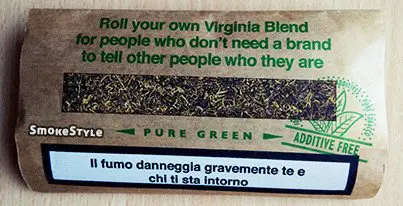 Roll your own Virginia Blend
for people who don't need a brand
to tell other people who they are
SMOKESTYLE
PURE GREEN
ADDITIVE FREE
Il fumo danneggia gravemente te e
chi ti sta intorno